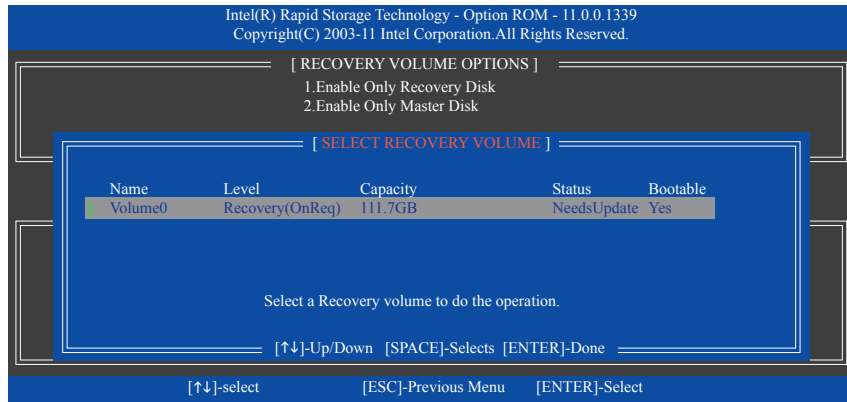 Intel(R) Rapid Storage Technology - Option ROM - 11.0.0.1339
Copyright(C) 2003-11 Intel Corporation.All Rights Reserved.
[ RECOVERY VOLUME OPTIONS ]
1.Enable Only Recovery Disk
2.Enable Only Master Disk
[ SELECT RECOVERY VOLUME ]
Name Level Capacity Status Bootable
Volume0 Recovery(OnReq) 111.7GB NeedsUpdate Yes
Select a Recovery volume to do the operation.
[↑↓]-Up/Down [SPACE]-Selects [ENTER]-Done
[↑↓]-select [ESC]-Previous Menu [ENTER]-Select